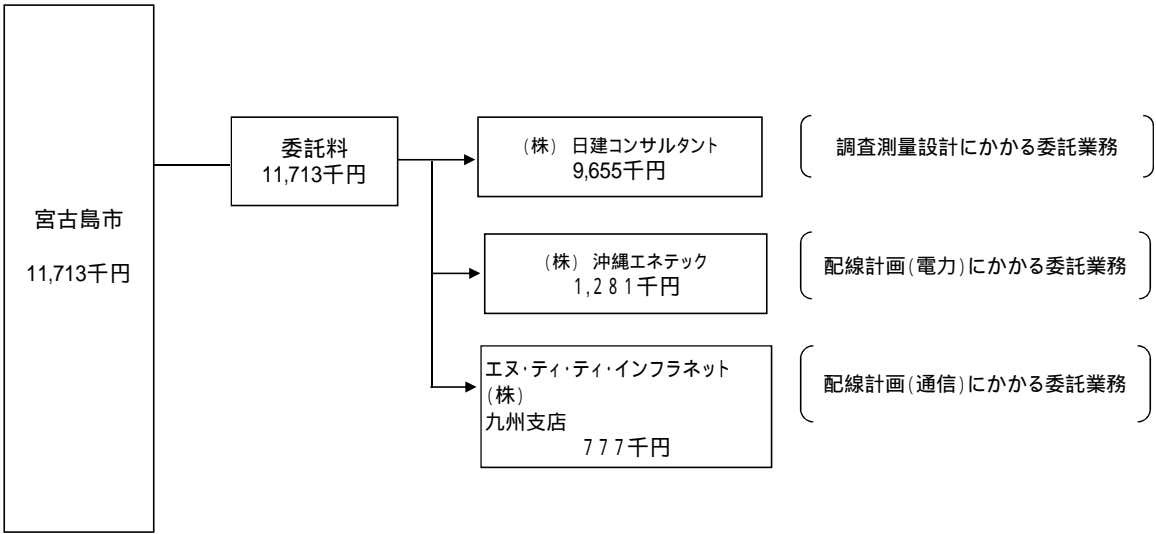 宮古島市
11,713千円
委託料
11,713千円
(株) 日建コンサルタント
9,655千円
調査測量設計にかかる委託業務
(株) 沖縄エネテック
1,281千円
配線計画(電力)にかかる委託業務
エヌ・ティ・ティ・インフラネット
(株)
九州支店
777千円
配線計画(通信)にかかる委託業務